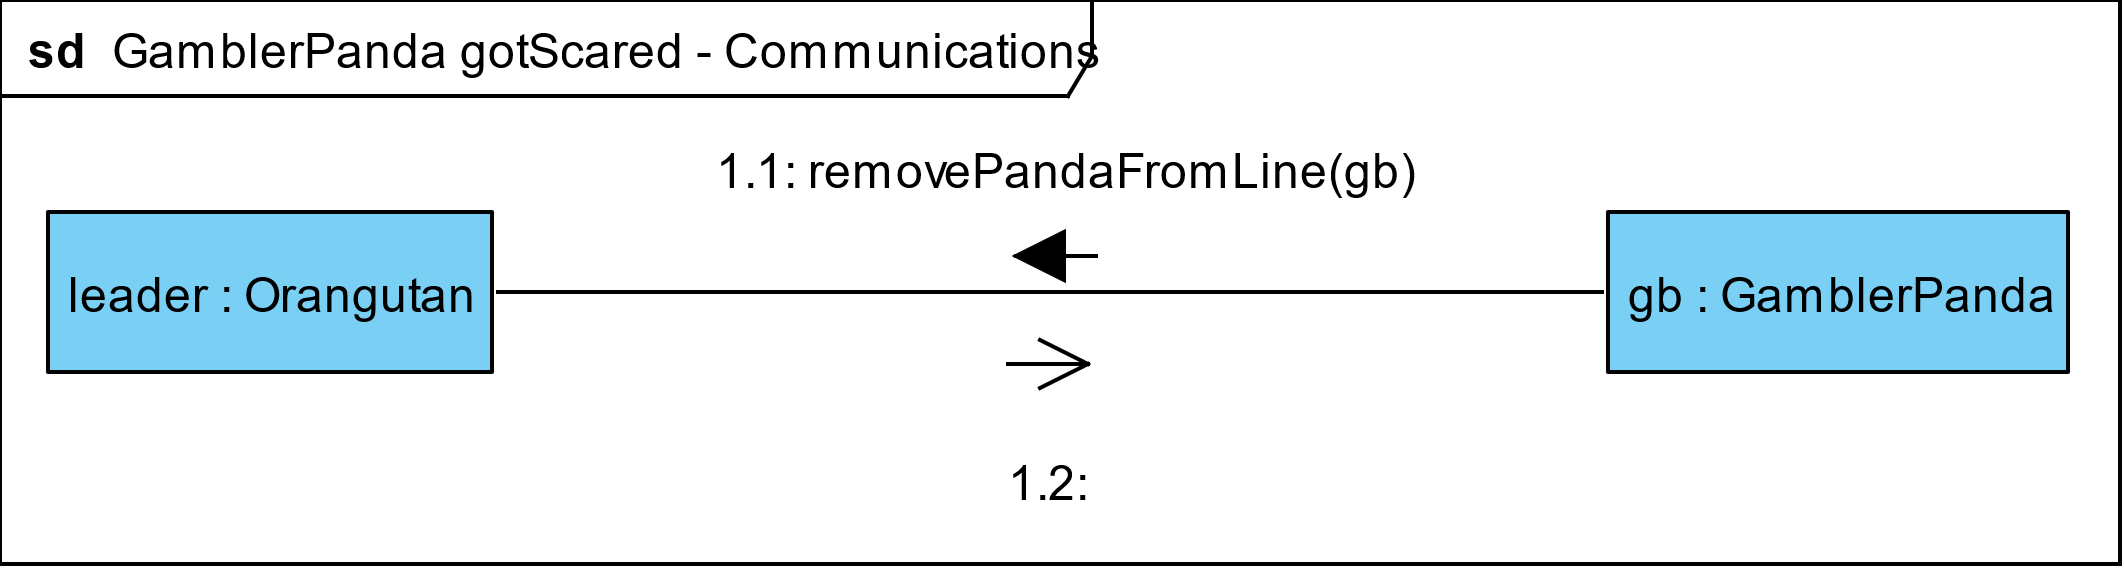 sd GamblerPanda gotScared - Communications
1.1: removePandaFromLine(gb)
leader : Orangutan
gb : GamblerPanda
1.2: